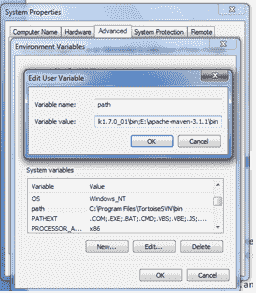 System Properties
Computer Name Hardware Advanced System Protection Remote
Environment Variables
Edit User Variable
Variable name: path
Variable value: k1.7.0_01\bin;E:\apache-maven-3.1.1\bin
OK Cancel
System variables
Variable Value
OS Windows_NT
path C:\Program Files\TortoiseSVN\bin
PATHEXT .COM;.EXE;.BAT;.CMD;.VBS;.VBE;.JS;....
PROCESSOR_A... x86
New... Edit... Delete
OK Cancel